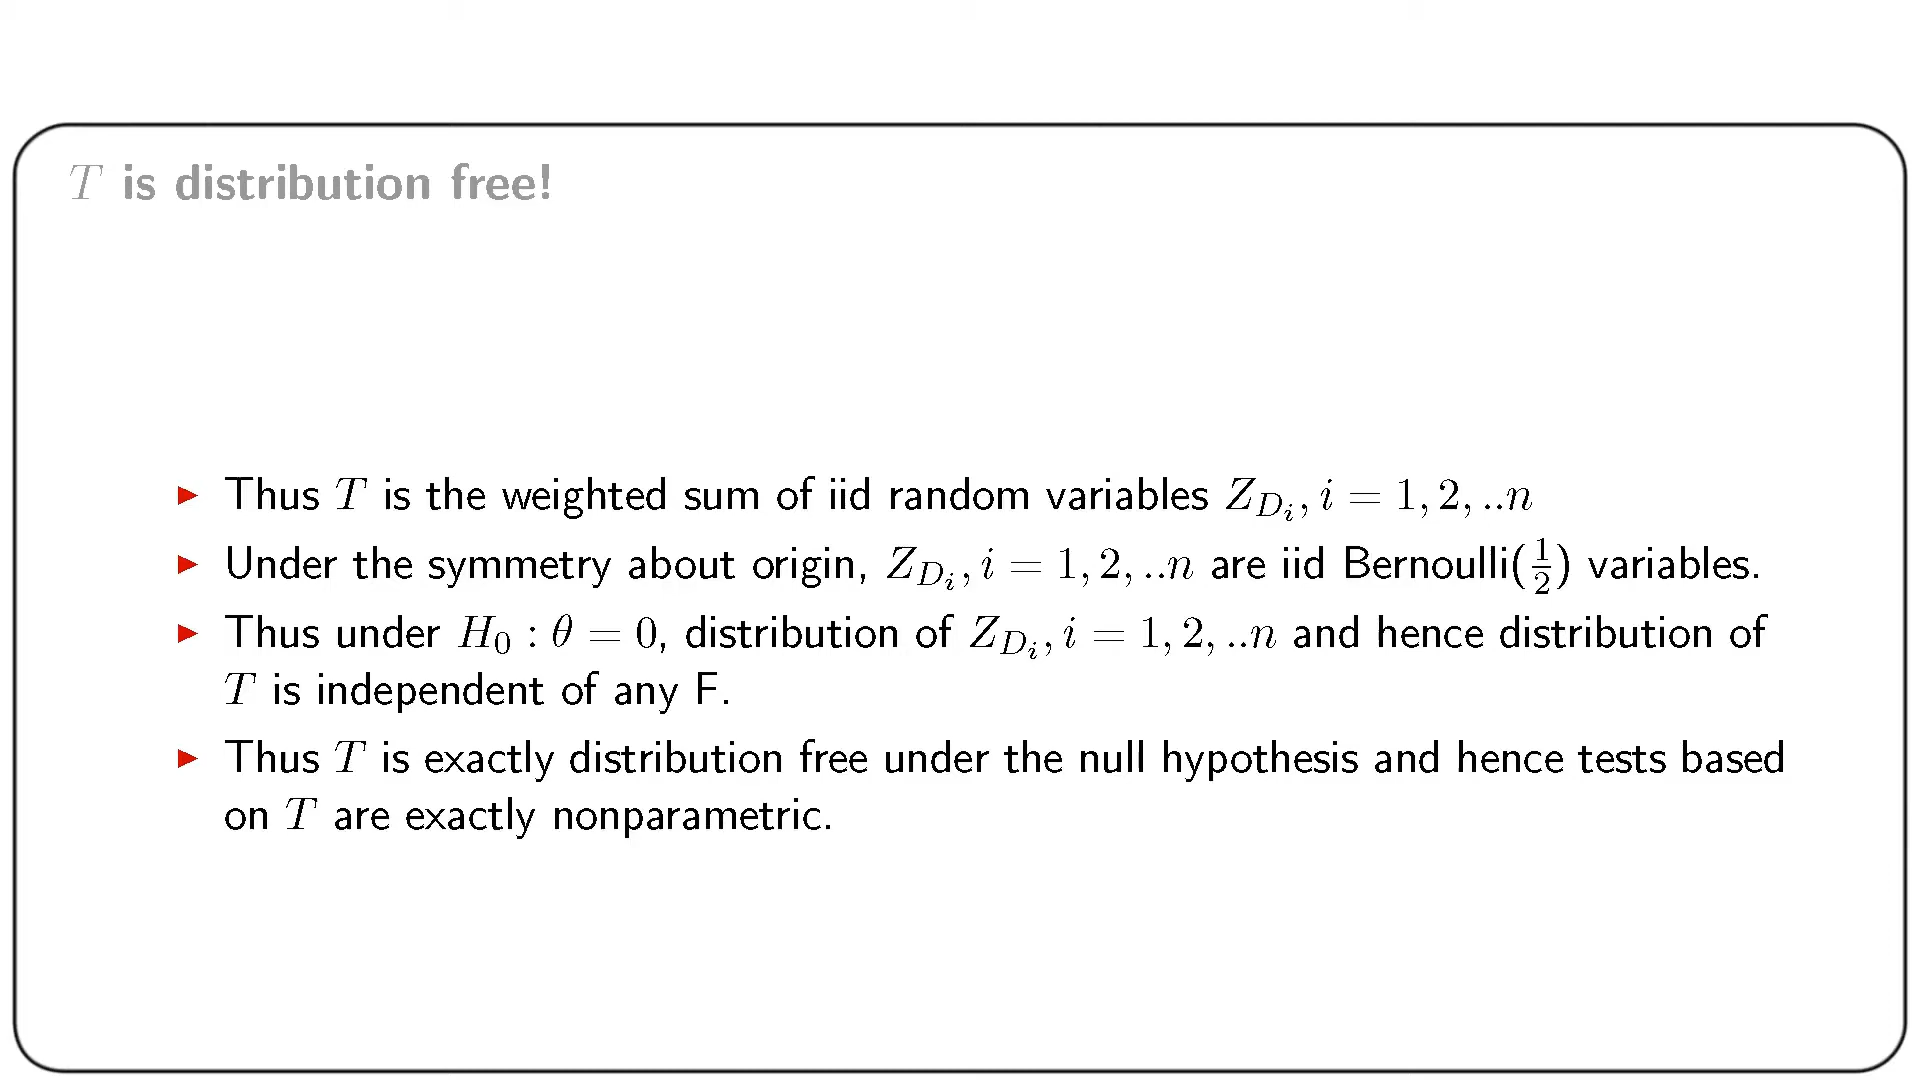 T is distribution free!
▶ Thus T is the weighted sum of iid random variables $Z_{D_i}, i = 1, 2, ..n$
▶ Under the symmetry about origin, $Z_{D_i}, i = 1, 2, ..n$ are iid Bernoulli($\frac{1}{2}$) variables.
▶ Thus under $H_0 : \theta = 0$, distribution of $Z_{D_i}, i = 1, 2, ..n$ and hence distribution of
T is independent of any F.
▶ Thus T is exactly distribution free under the null hypothesis and hence tests based
on T are exactly nonparametric.